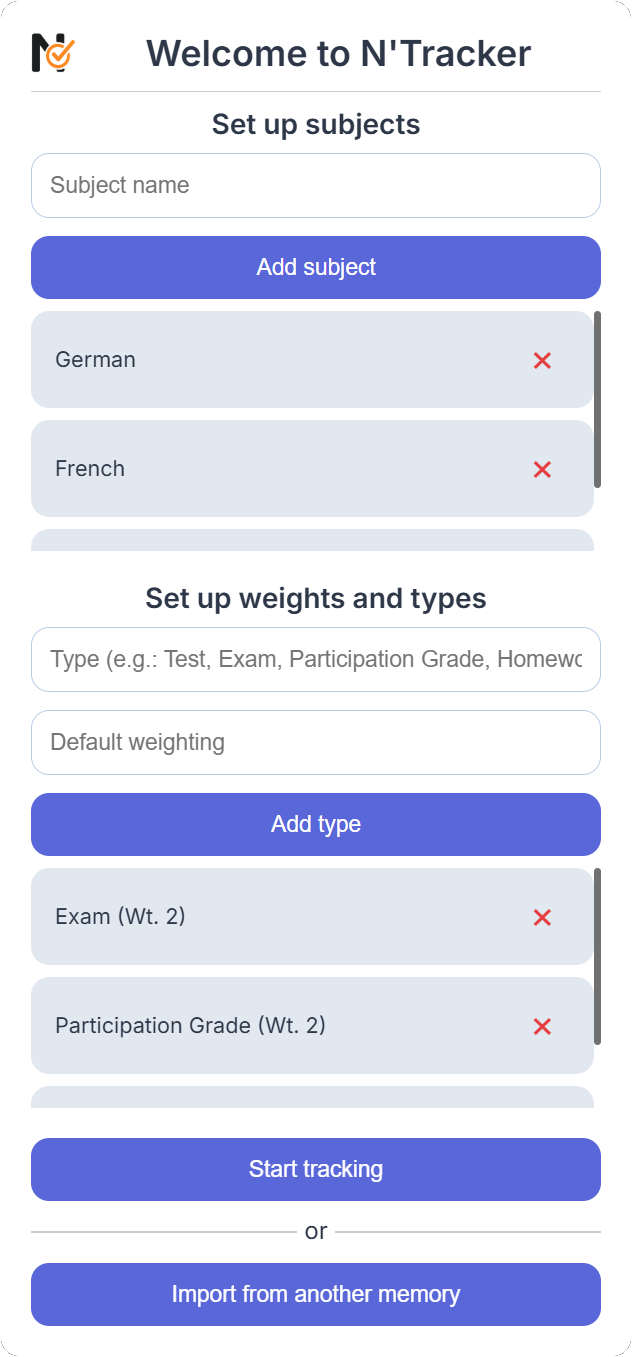 N
Welcome to N'Tracker
Set up subjects
Subject name
Add subject
German
French
Set up weights and types
Type (e.g.: Test, Exam, Participation Grade, Homewo
Default weighting
Add type
Exam (Wt. 2)
Participation Grade (Wt. 2)
Start tracking
or
Import from another memory